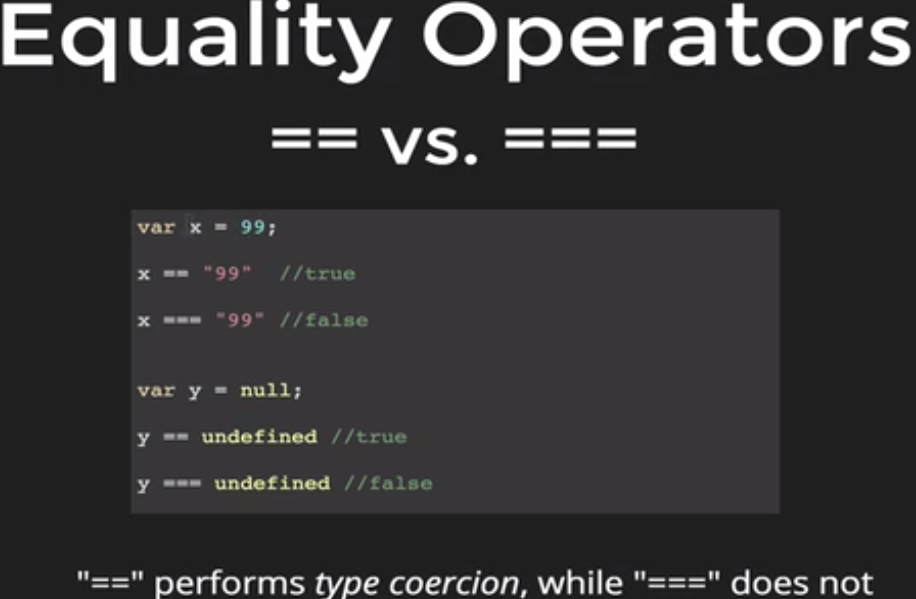 Equality Operators
== vs. ===
var x = 99;
x == "99" //true
x === "99" //false
var y = null;
y == undefined //true
y === undefined //false
"==" performs type coercion, while "===" does not